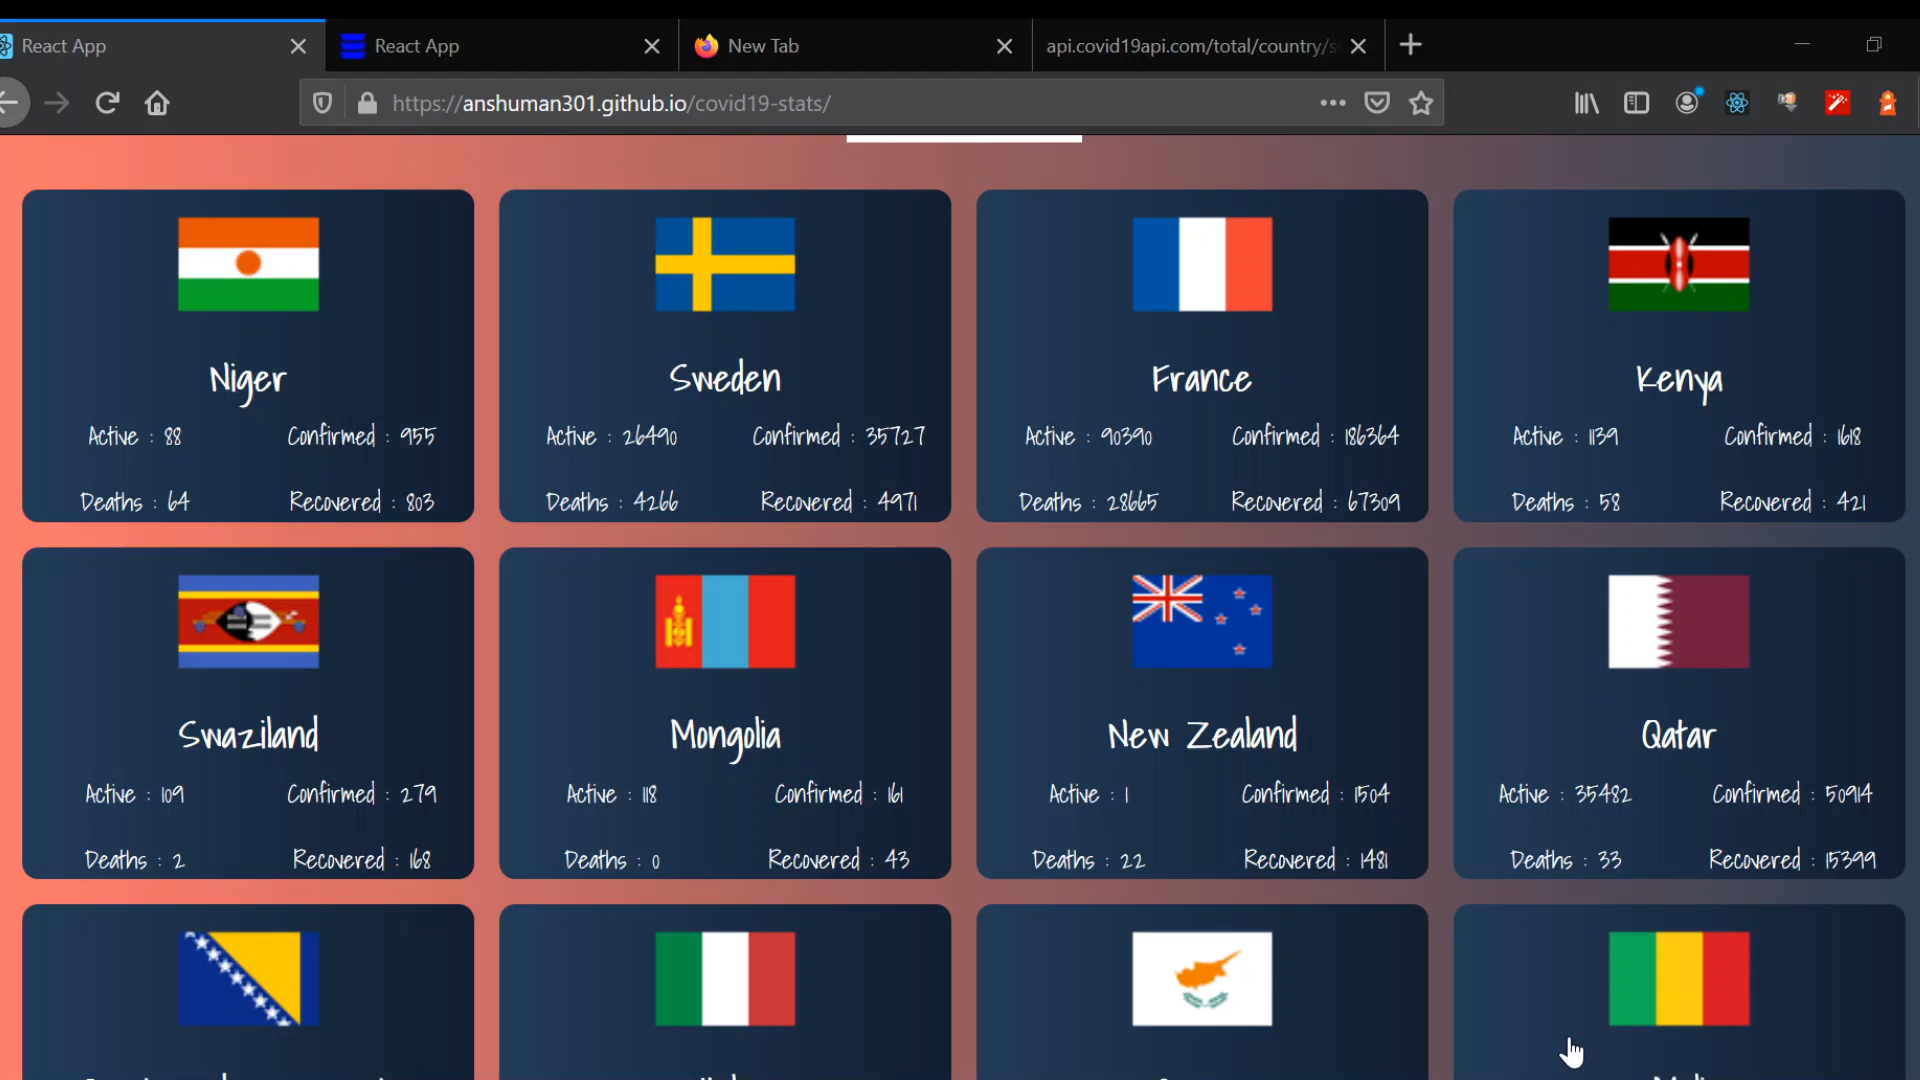 React App
React App
New Tab
api.covid19api.com/total/country/s
https://anshuman301.github.io/covid19-stats/
Niger Sweden France Kenya
Active : 88 Confirmed : 955 Active : 26490 Confirmed : 35727 Active : 90390 Confirmed : 186364 Active : 1139 Confirmed : 1618
Deaths : 64 Recovered : 803 Deaths : 4266 Recovered : 4971 Deaths : 28665 Recovered : 67309 Deaths : 58 Recovered : 421
Swaziland Mongolia New Zealand Qatar
Active : 109 Confirmed : 279 Active : 118 Confirmed : 161 Active : 1 Confirmed : 1504 Active : 35482 Confirmed : 50914
Deaths : 2 Recovered : 168 Deaths : 0 Recovered : 43 Deaths : 22 Recovered : 1481 Deaths : 33 Recovered : 15399